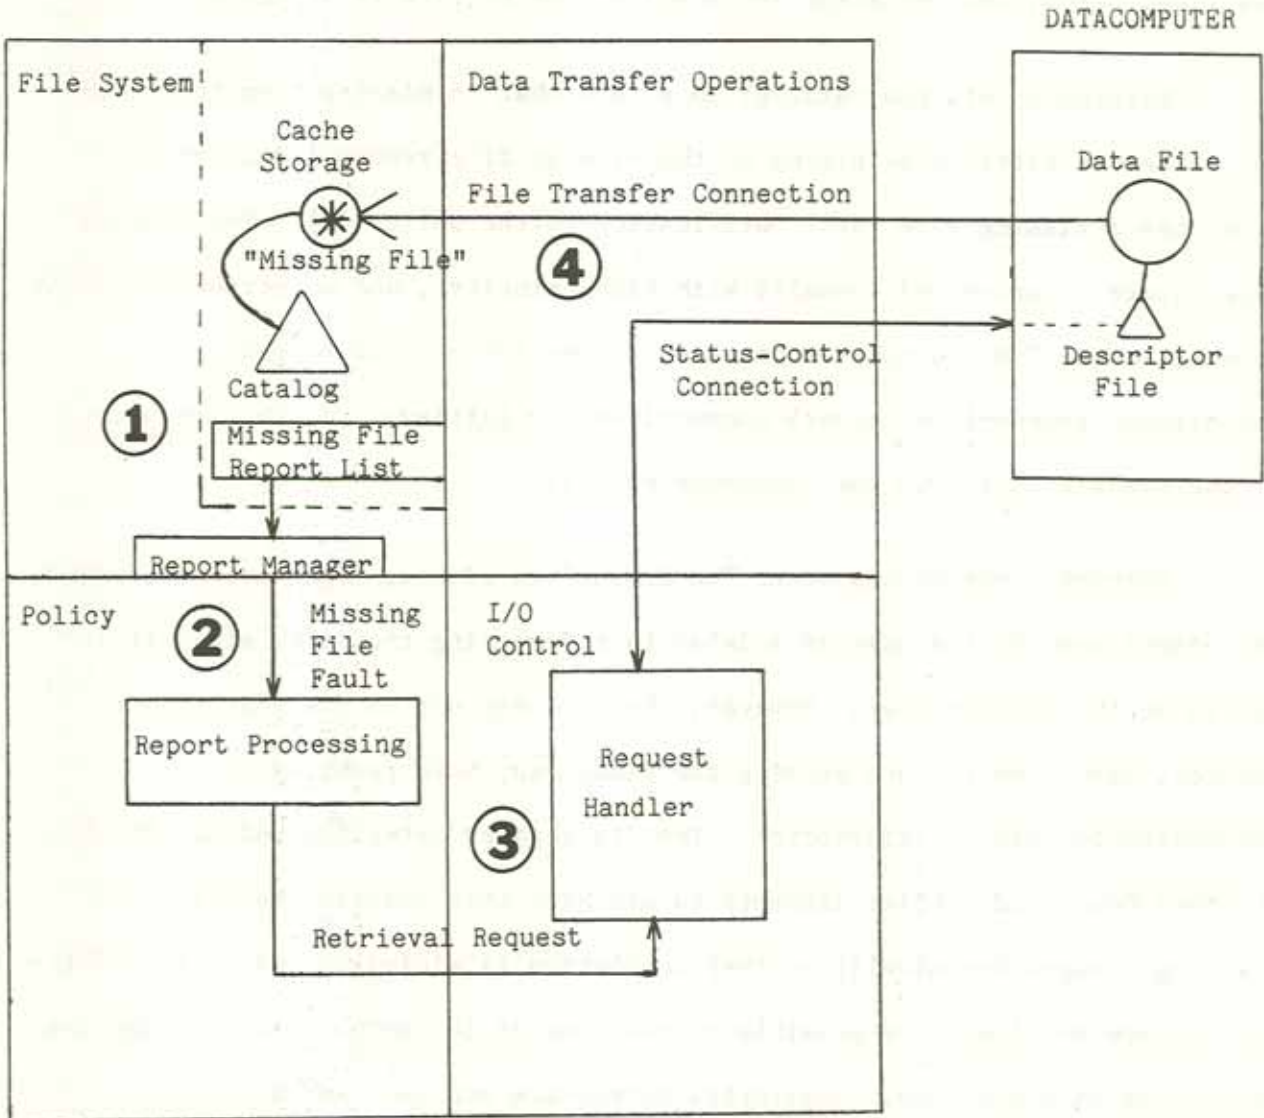 DATACOMPUTER
File System
Data Transfer Operations
Cache
Storage
Data File
File Transfer Connection
"Missing File"
4
Status-Control
Connection
Descriptor
File
Catalog
1
Missing File
Report List
Report Manager
Policy
2
Missing
File
Fault
I/O
Control
Report Processing
Request
Handler
3
Retrieval Request